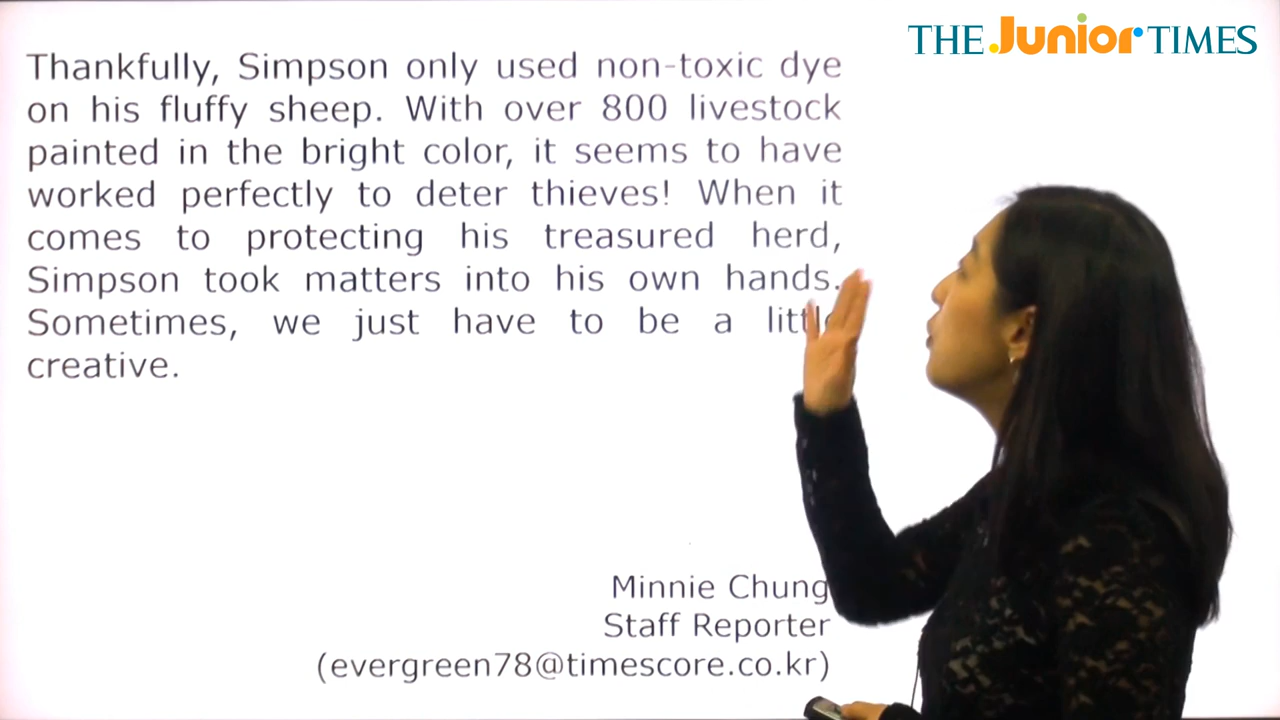 THE Junior TIMES
Thankfully, Simpson only used non-toxic dye
on his fluffy sheep. With over 800 livestock
painted in the bright color, it seems to have
worked perfectly to deter thieves! When it
comes to protecting his treasured herd,
Simpson took matters into his own hands.
Sometimes, we just have to be a little
creative.
Minnie Chung
Staff Reporter
(evergreen78@timescore.co.kr)